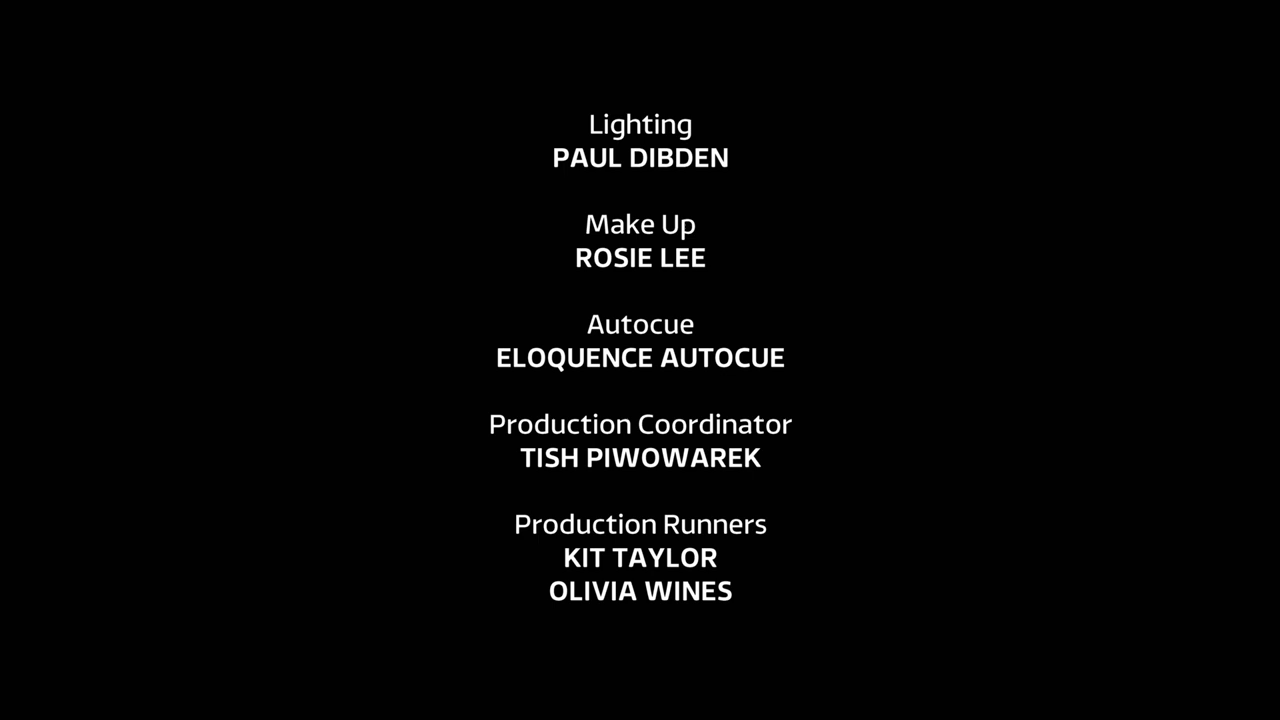 Lighting
PAUL DIBDEN
Make Up
ROSIE LEE
Autocue
ELOQUENCE AUTOCUE
Production Coordinator
TISH PIWOWAREK
Production Runners
KIT TAYLOR
OLIVIA WINES